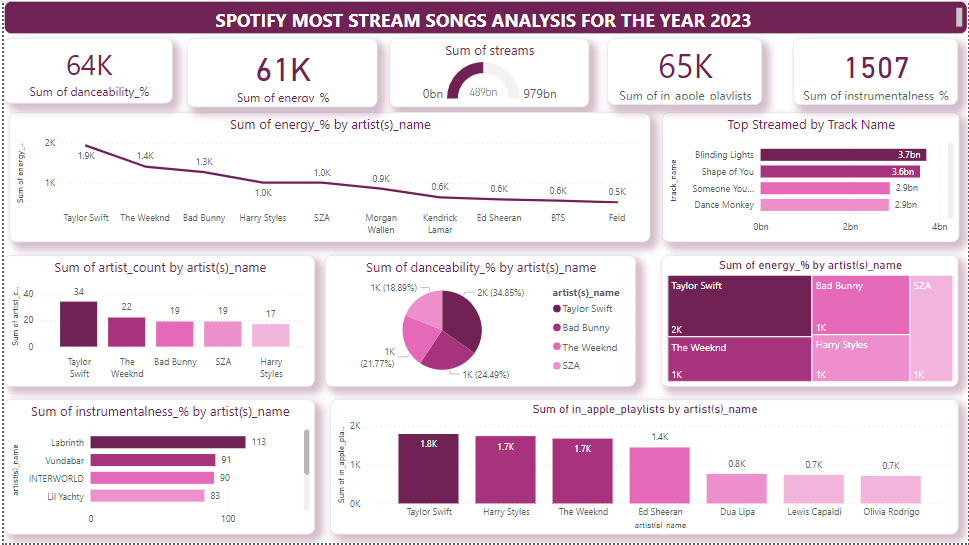 SPOTIFY MOST STREAM SONGS ANALYSIS FOR THE YEAR 2023
64K
Sum of danceability_%
61K
Sum of energy_%
Sum of streams
0bn
489bn
979bn
65K
Sum of in_apple_playlists
1507
Sum of instrumentalness_%
Sum of energy_% by artist(s)_name
Sum of energy_...
2K
1K
1.9K
1.4K
1.3K
1.0K
1.0K
0.9K
0.6K
0.6K
0.6K
0.5K
Taylor Swift
The Weeknd
Bad Bunny
Harry Styles
SZA
Morgan
Wallen
Kendrick
Lamar
Ed Sheeran
BTS
Feid
Top Streamed by Track Name
track_name
Blinding Lights
3.7bn
Shape of You
3.6bn
Someone You...
2.9bn
Dance Monkey
2.9bn
0bn
2bn
4bn
Sum of artist_count by artist(s)_name
Sum of artist_c...
40
20
0
34
22
19
19
17
Taylor
Swift
The
Weeknd
Bad Bunny
SZA
Harry
Styles
Sum of danceability_% by artist(s)_name
1K (18.89%)
2K (34.85%)
1K
(21.77%)
1K (24.49%)
artist(s)_name
Taylor Swift
Bad Bunny
The Weeknd
SZA
Sum of energy_% by artist(s)_name
Taylor Swift
2K
The Weeknd
1K
Bad Bunny
1K
Harry Styles
1K
SZA
1K
Sum of instrumentalness_% by artist(s)_name
artist(s)_name
Labrinth
113
Vundabar
91
INTERWORLD
90
Lil Yachty
83
0
100
Sum of in_apple_playlists by artist(s)_name
Sum of in_apple_pla...
2K
1K
0K
1.8K
1.7K
1.7K
1.4K
0.8K
0.7K
0.7K
Taylor Swift
Harry Styles
The Weeknd
Ed Sheeran
Dua Lipa
Lewis Capaldi
Olivia Rodrigo
artist(s)_name